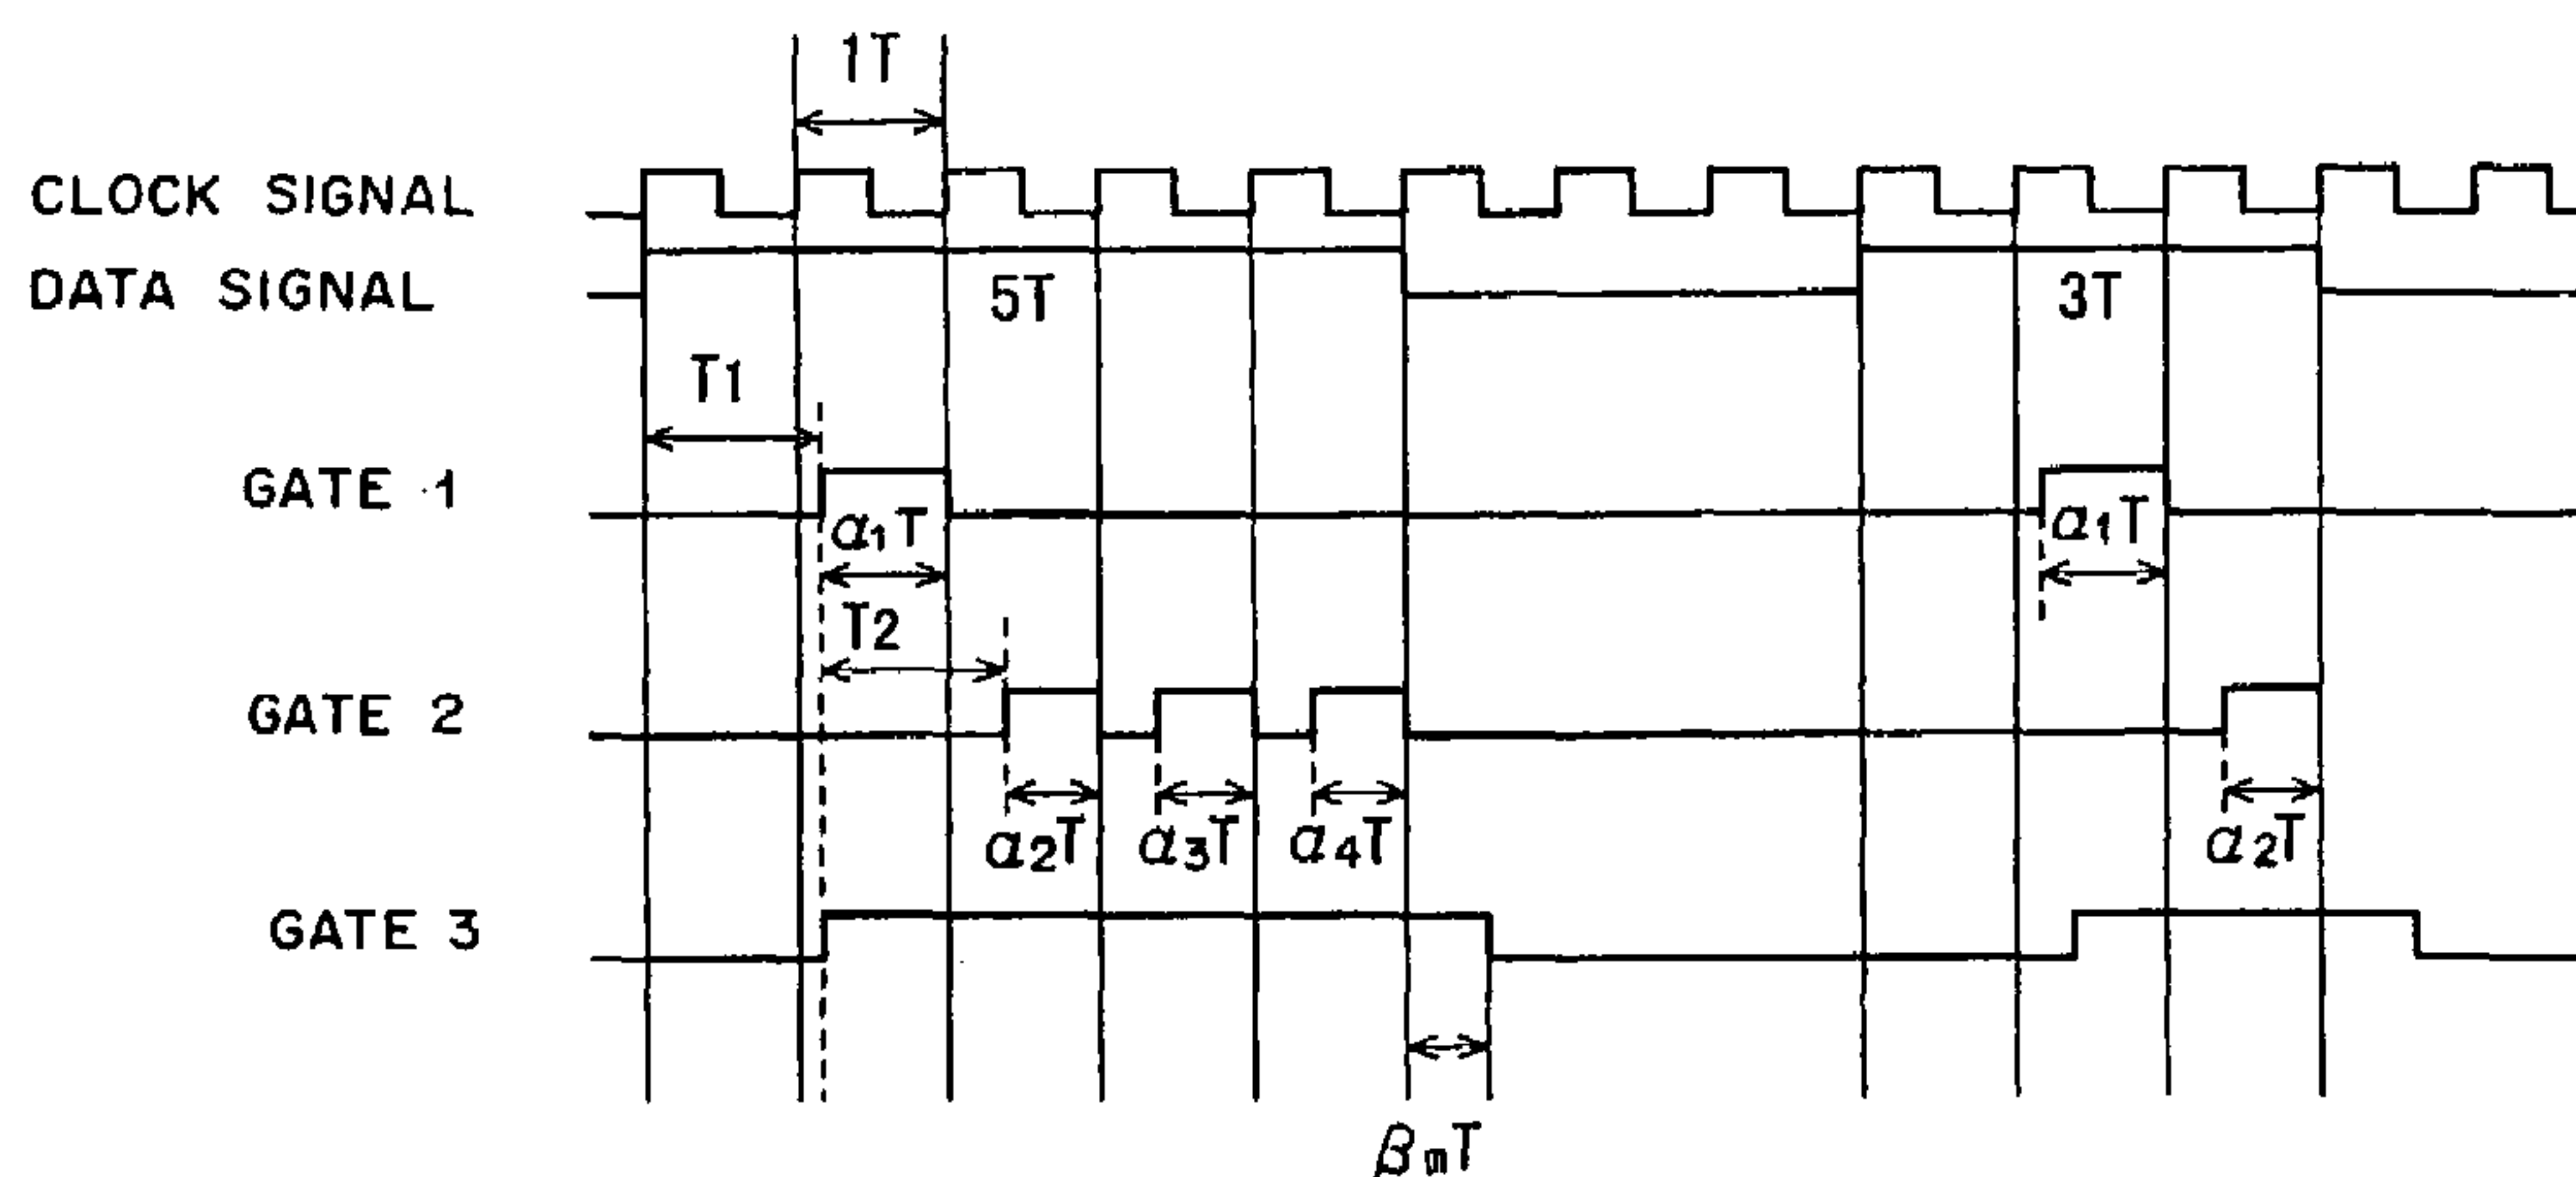 1T
CLOCK SIGNAL
DATA SIGNAL
5T
3T
T1
GATE 1
α₁T
α₁T
T2
GATE 2
α₂T
α₃T
α₄T
α₂T
GATE 3
βₘT